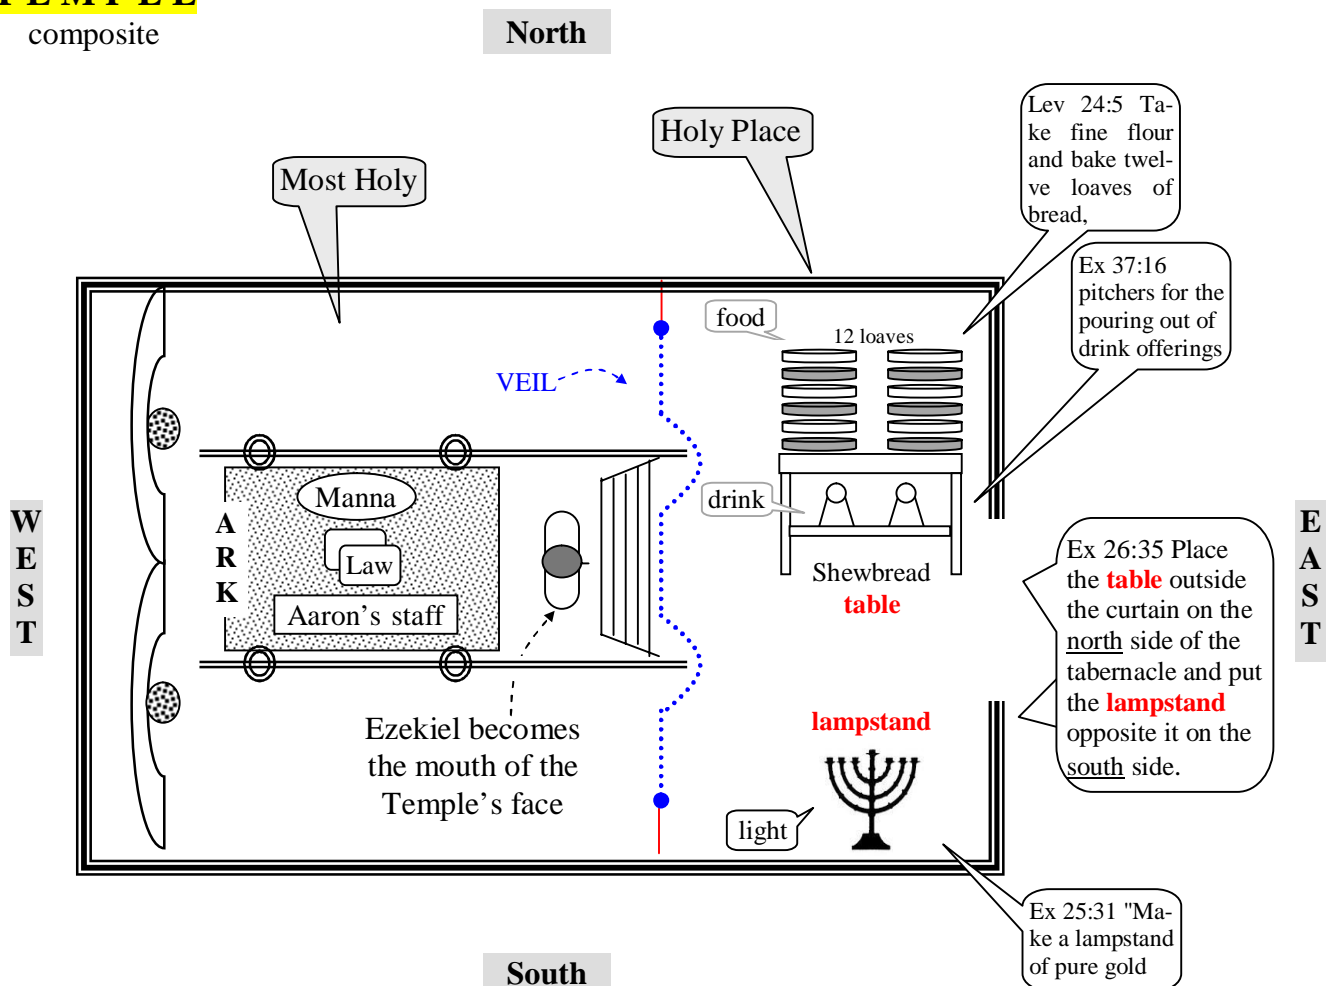 TEMPLE
composite
North
Most Holy
Holy Place
Lev 24:5 Ta-
ke fine flour
and bake twel-
ve loaves of
bread,
Ex 37:16
pitchers for the
pouring out of
drink offerings
food
12 loaves
VEIL
drink
Shewbread
table
Manna
Law
Aaron’s staff
A
R
K
W
E
S
T
E
A
S
T
Ex 26:35 Place
the table outside
the curtain on the
north side of the
tabernacle and put
the lampstand
opposite it on the
south side.
Ezekiel becomes
the mouth of the
Temple’s face
lampstand
light
Ex 25:31 "Ma-
ke a lampstand
of pure gold
South